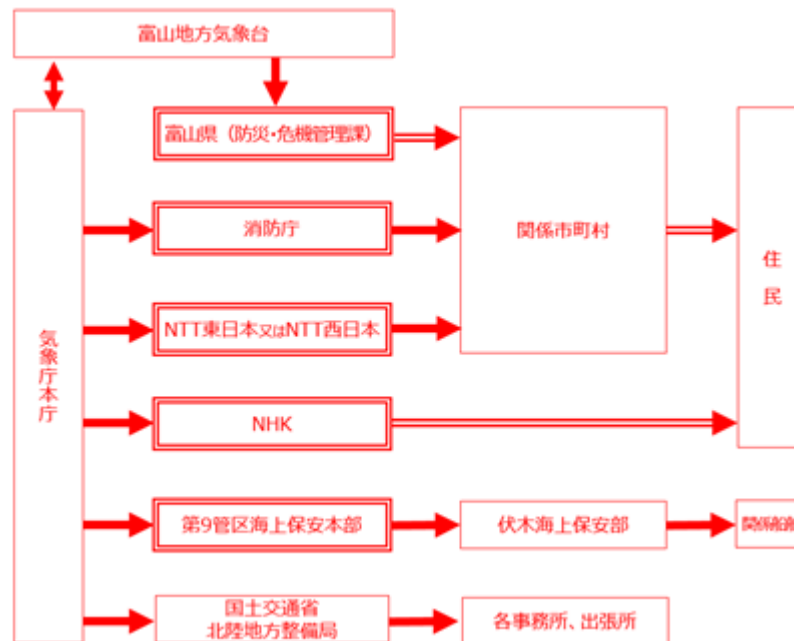 富山地方気象台
富山県（防災・危機管理課）
消防庁
関係市町村
住民
NTT東日本又はNTT西日本
気象庁本庁
NHK
第9管区海上保安本部
伏木海上保安部
関係船舶
国土交通省
北陸地方整備局
各事務所、出張所